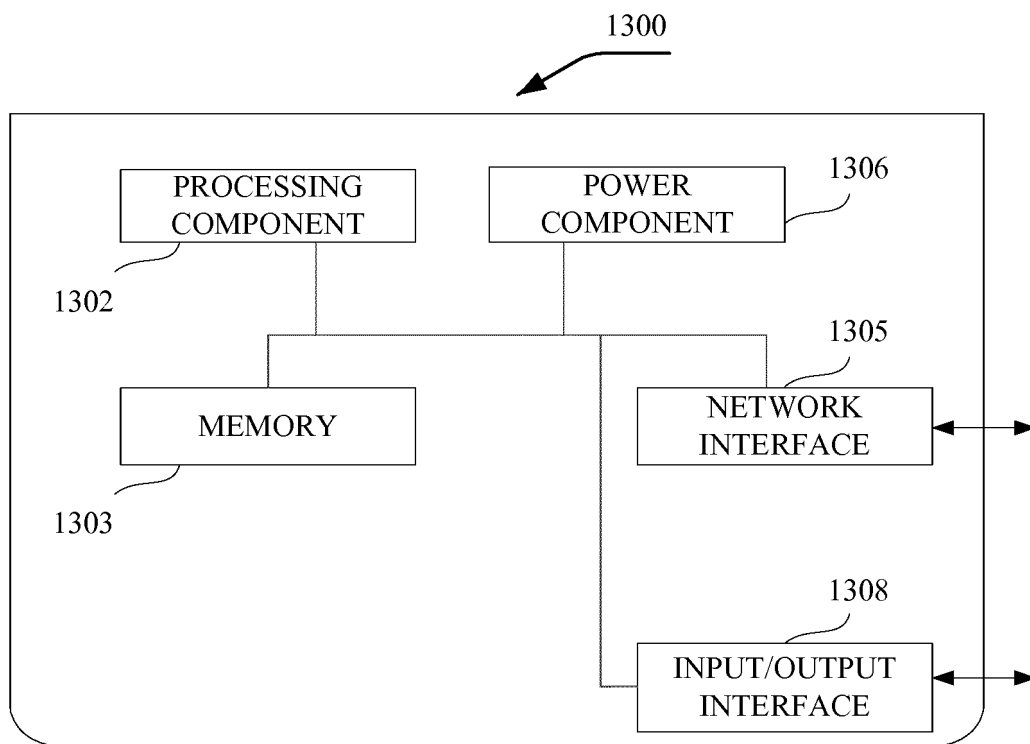 1300
PROCESSING
COMPONENT
POWER
COMPONENT
1306
1302
1305
MEMORY
NETWORK
INTERFACE
1303
1308
INPUT/OUTPUT
INTERFACE